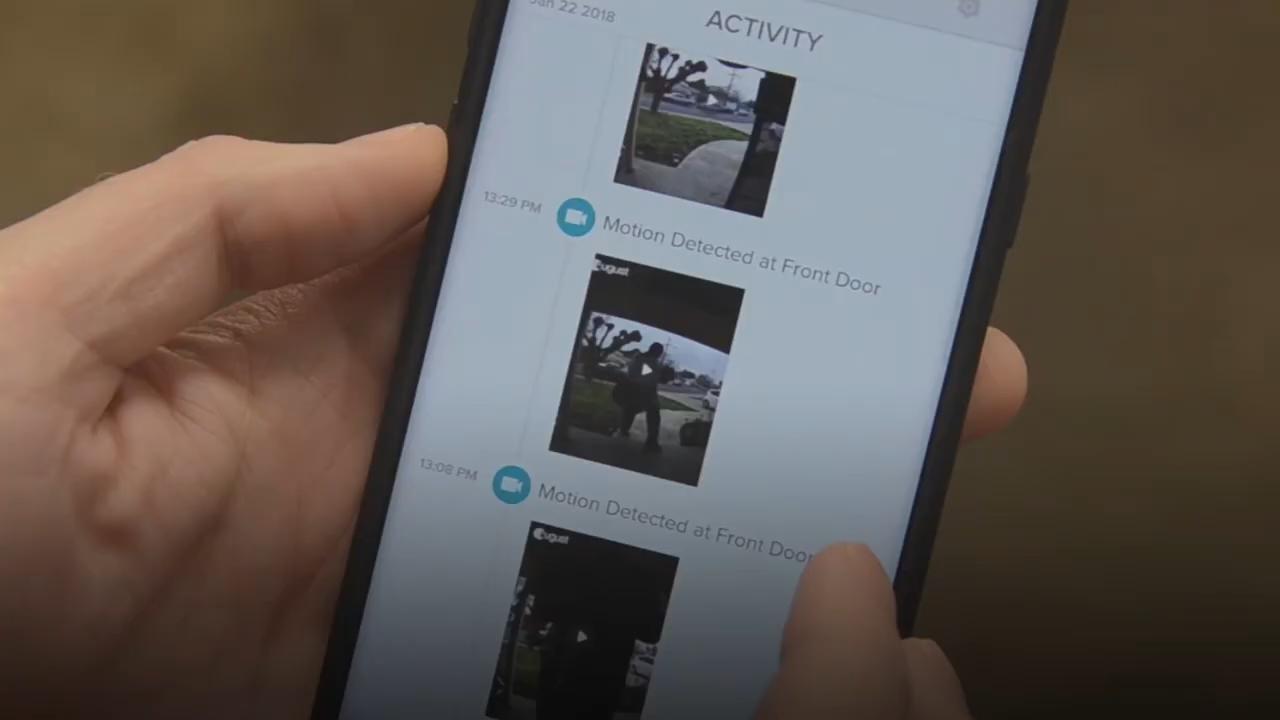 Jan 22 2018
ACTIVITY
13:29 PM Motion Detected at Front Door
august
13:08 PM Motion Detected at Front Door
august